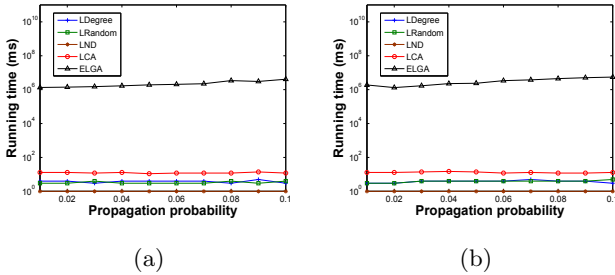 10^10
10^8
10^6
10^4
10^2
10^0
Running time (ms)
LDegree
LRandom
LND
LCA
ELGA
0.02 0.04 0.06 0.08 0.1
Propagation probability
(a)
10^10
10^8
10^6
10^4
10^2
10^0
Running time (ms)
LDegree
LRandom
LND
LCA
ELGA
0.02 0.04 0.06 0.08 0.1
Propagation probability
(b)